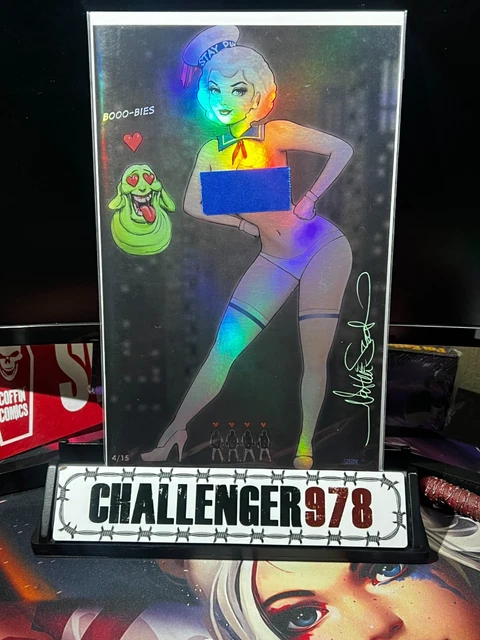 STAY PU
BOOO-BIES
4/15
COFFIN
COMICS
S
CHALLENGER978